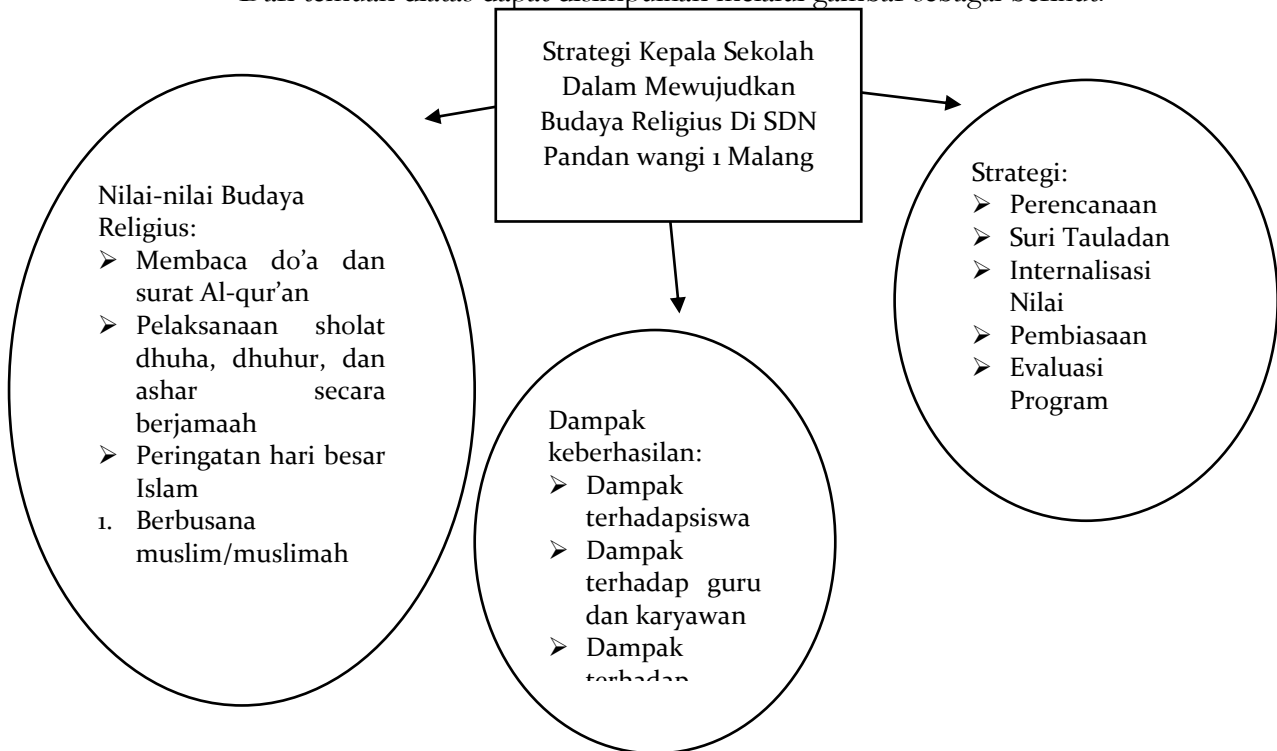 Strategi Kepala Sekolah
Dalam Mewujudkan
Budaya Religius Di SDN
Pandan wangi 1 Malang
Nilai-nilai Budaya
Religius:
➢ Membaca do’a dan
surat Al-qur’an
➢ Pelaksanaan sholat
dhuha, dhuhur, dan
ashar secara
berjamaah
➢ Peringatan hari besar
Islam
1. Berbusana
muslim/muslimah
Dampak
keberhasilan:
➢ Dampak
terhadapsiswa
➢ Dampak
terhadap guru
dan karyawan
➢ Dampak
terhadap
Strategi:
➢ Perencanaan
➢ Suri Tauladan
➢ Internalisasi
Nilai
➢ Pembiasaan
➢ Evaluasi
Program